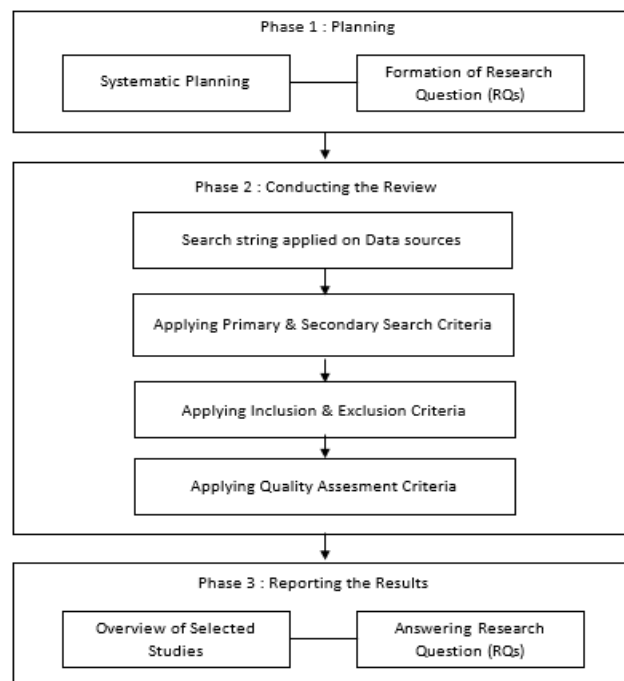 Phase 1 : Planning
Systematic Planning
Formation of Research
Question (RQs)
Phase 2 : Conducting the Review
Search string applied on Data sources
Applying Primary & Secondary Search Criteria
Applying Inclusion & Exclusion Criteria
Applying Quality Assesment Criteria
Phase 3 : Reporting the Results
Overview of Selected
Studies
Answering Research
Question (RQs)